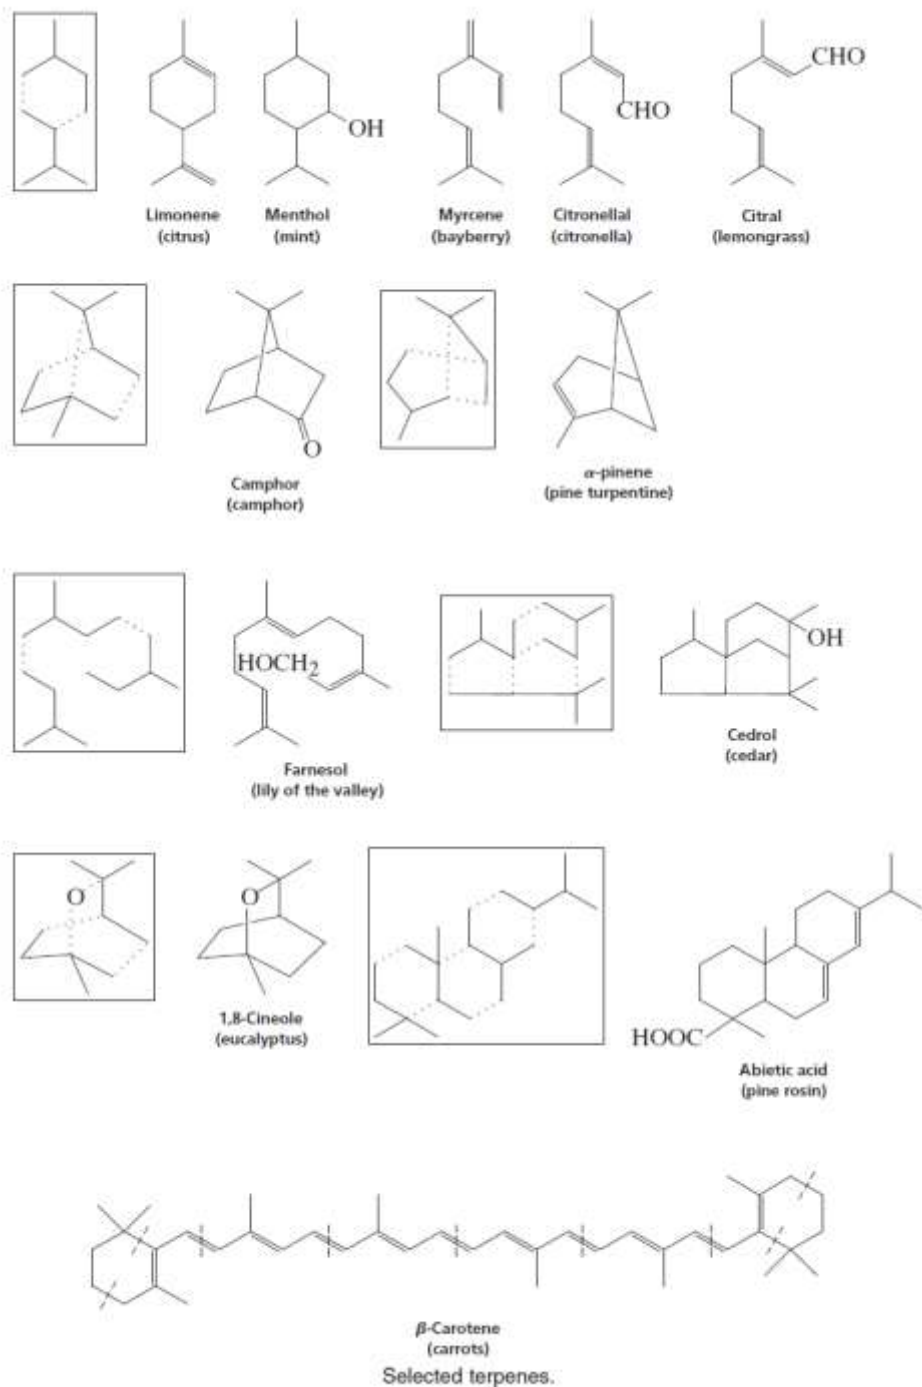 CHO
OH
CHO
Limonene
(citrus)
Menthol
(mint)
Myrcene
(bayberry)
Citronellal
(citronella)
Citral
(lemongrass)
O
Camphor
(camphor)
α-pinene
(pine turpentine)
HOCH2
OH
Farnesol
(lily of the valley)
Cedrol
(cedar)
O
O
1,8-Cineole
(eucalyptus)
HOOC
Abietic acid
(pine rosin)
β-Carotene
(carrots)
Selected terpenes.